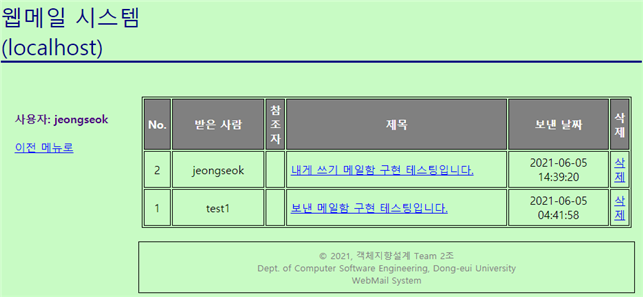 웹메일 시스템
(localhost)
사용자: jeongseok
이전 메뉴로
No. 받은 사람 참조자 제목 보낸 날짜 삭제
2 jeongseok 내게 쓰기 메일함 구현 테스팅입니다. 2021-06-05 14:39:20 삭제
1 test1 보낸 메일함 구현 테스팅입니다. 2021-06-05 04:41:58 삭제
© 2021, 객체지향설계 Team 2조
Dept. of Computer Software Engineering, Dong-eui University
WebMail System